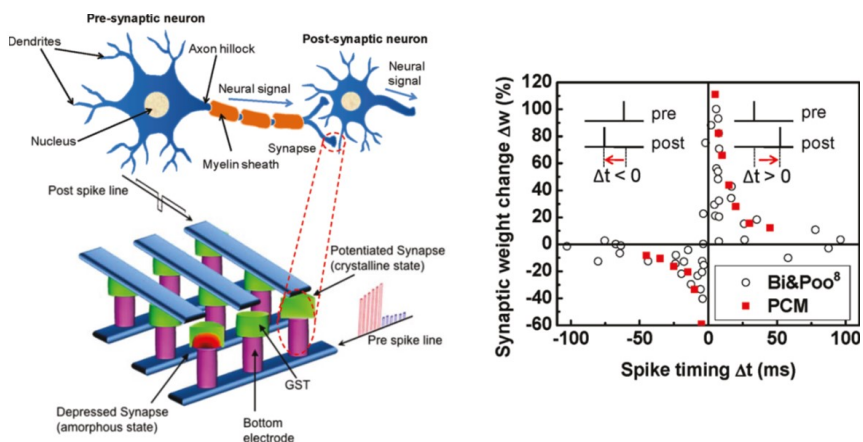 Pre-synaptic neuron
Dendrites
Axon hillock
Post-synaptic neuron
Neural signal
Neural
signal
Nucleus
Myelin sheath
Synapse
Post spike line
Potentiated Synapse
(crystalline state)
Pre spike line
GST
Depressed Synapse
(amorphous state)
Bottom
electrode
Synaptic weight change Δw (%)
120
100
80
60
40
20
0
-20
-40
-60
pre
post
Δt < 0
pre
post
Δt > 0
Bi&Poo⁸
PCM
-100
-50
0
50
100
Spike timing Δt (ms)